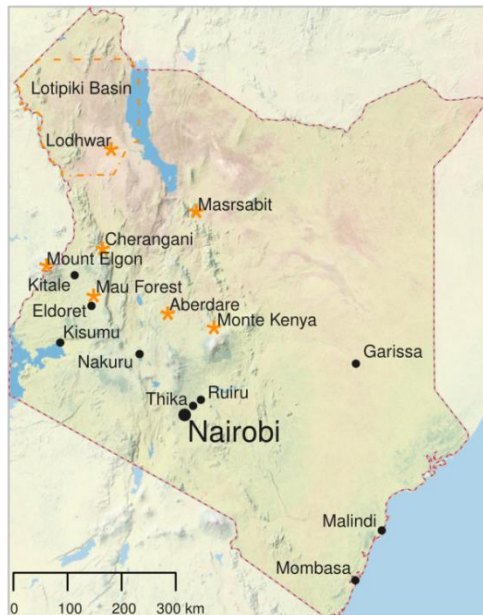 Lotipiki Basin
Lodhwar
Masrsabit
Cherangani
Mount Elgon
Kitale
Mau Forest
Eldoret
Aberdare
Monte Kenya
Kisumu
Nakuru
Garissa
Thika
Ruiru
Nairobi
Malindi
Mombasa
0 100 200 300 km